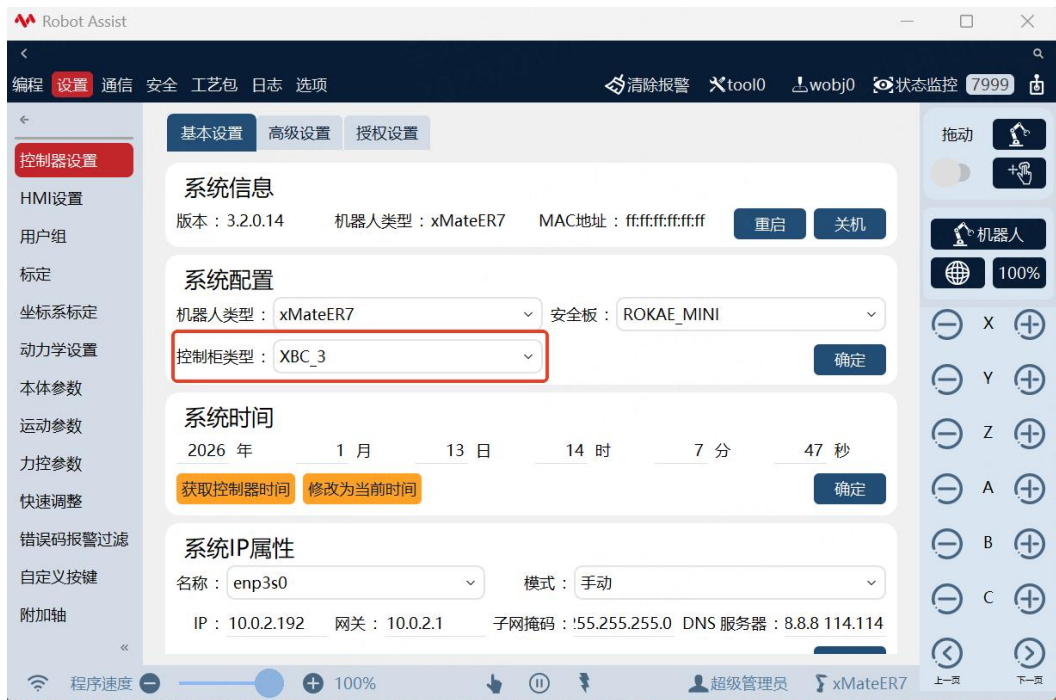 Robot Assist
编程 设置 通信 安全 工艺包 日志 选项 清除报警 tool0 wobj0 状态监控 7999
控制器设置
HMI设置
用户组
标定
坐标系标定
动力学设置
本体参数
运动参数
力控参数
快速调整
错误码报警过滤
自定义按键
附加轴
基本设置 高级设置 授权设置
系统信息
版本：3.2.0.14 机器人类型：xMateER7 MAC地址：ff:ff:ff:ff:ff:ff 重启 关机
系统配置
机器人类型： xMateER7 安全板： ROKAE_MINI
控制柜类型： XBC_3 确定
系统时间
2026 年 1 月 13 日 14 时 7 分 47 秒
获取控制器时间 修改为当前时间 确定
系统IP属性
名称： enp3s0 模式： 手动
IP： 10.0.2.192 网关： 10.0.2.1 子网掩码： 55.255.255.0 DNS 服务器： 8.8.8 114.114
拖动
机器人
100%
X
Y
Z
A
B
C
上一页 下一页
程序速度 100% 超级管理员 xMateER7